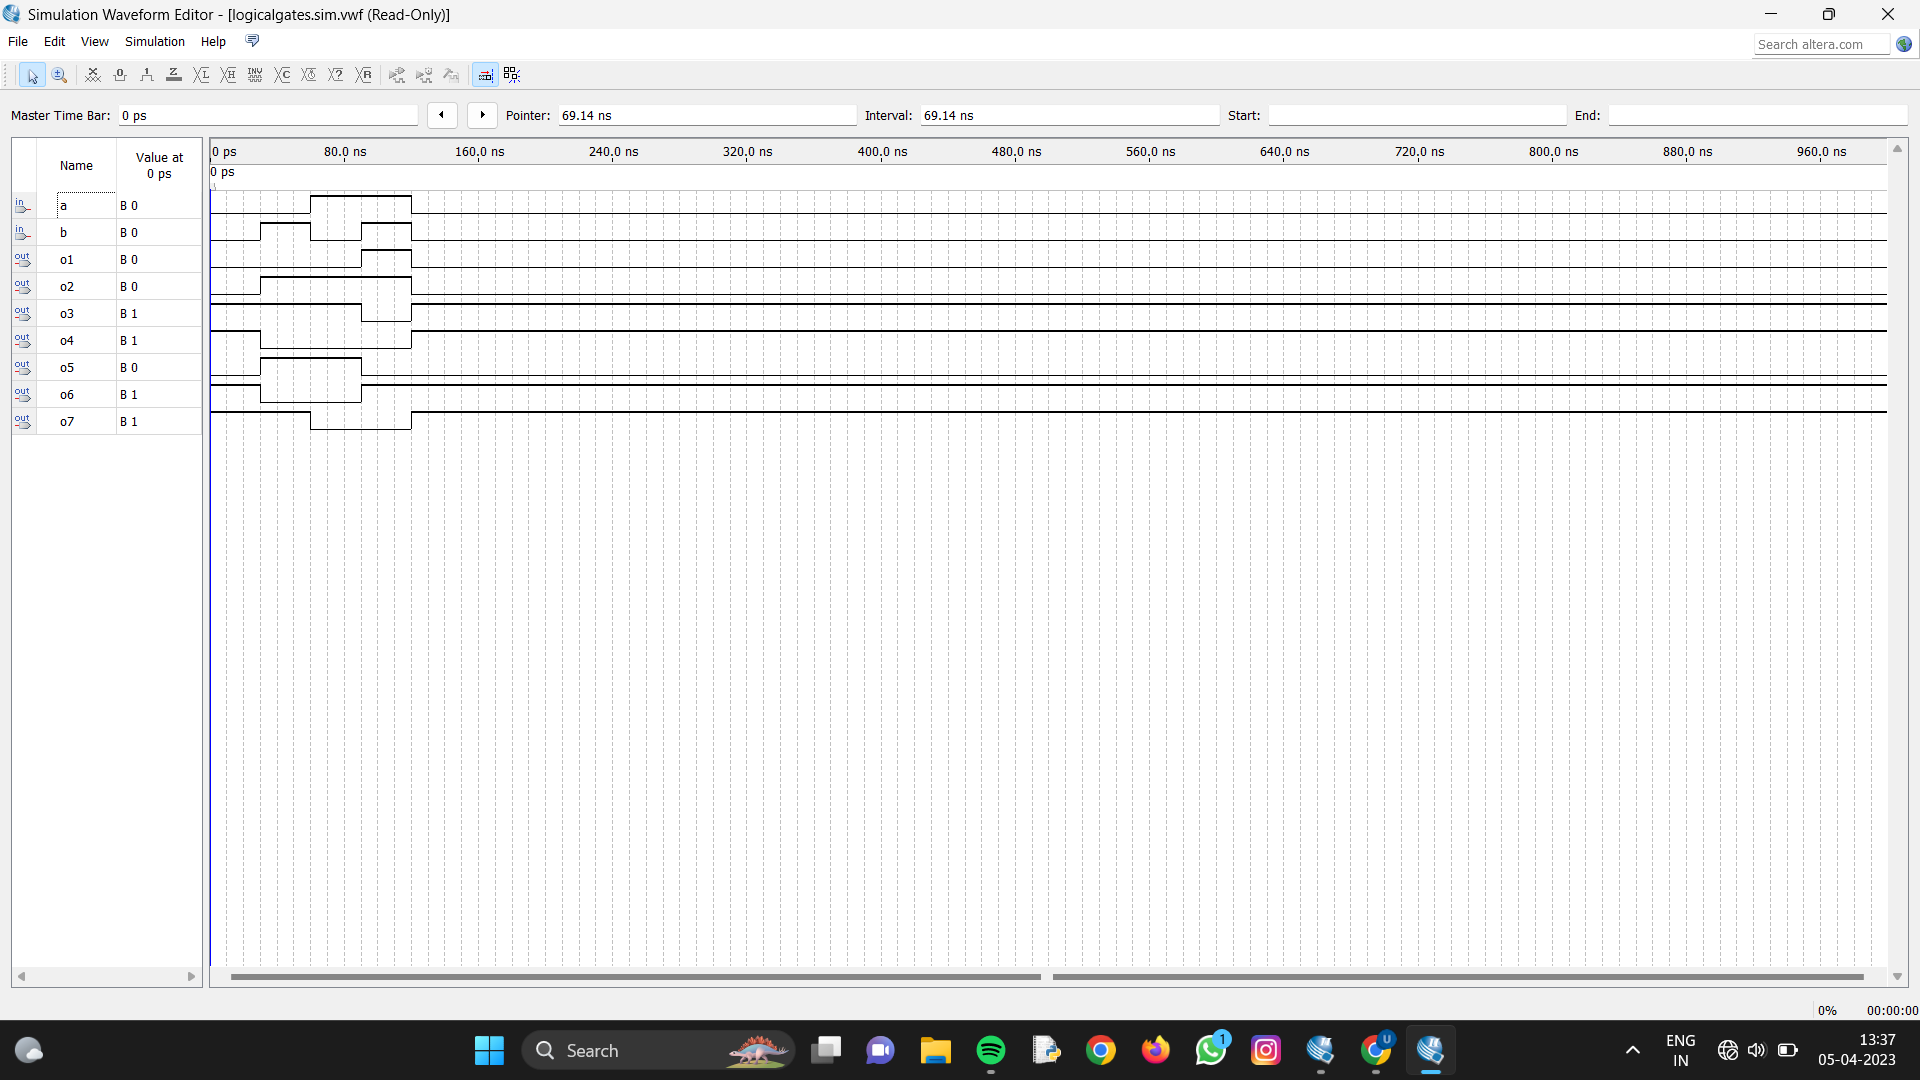 Simulation Waveform Editor - [logicalgates.sim.vwf (Read-Only)]
File Edit View Simulation Help
Search altera.com
Master Time Bar: 0 ps Pointer: 69.14 ns Interval: 69.14 ns Start: End:
Name Value at 0 ps
0 ps 80.0 ns 160.0 ns 240.0 ns 320.0 ns 400.0 ns 480.0 ns 560.0 ns 640.0 ns 720.0 ns 800.0 ns 880.0 ns 960.0 ns
0 ps
in a B 0
in b B 0
out o1 B 0
out o2 B 0
out o3 B 1
out o4 B 1
out o5 B 0
out o6 B 1
out o7 B 1
0% 00:00:00
Search
1
U
ENG
IN
13:37
05-04-2023